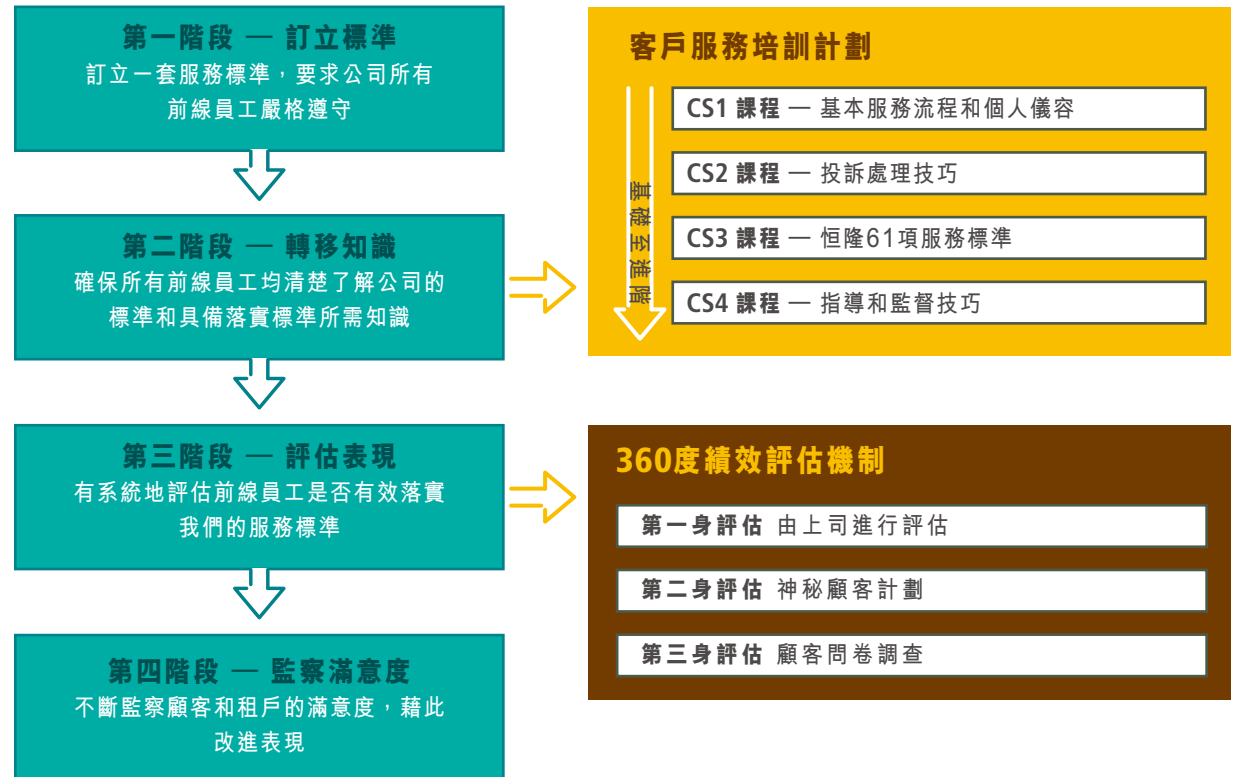 第一階段 — 訂立標準
訂立一套服務標準，要求公司所有
前線員工嚴格遵守
第二階段 — 轉移知識
確保所有前線員工均清楚了解公司的
標準和具備落實標準所需知識
第三階段 — 評估表現
有系統地評估前線員工是否有效落實
我們的服務標準
第四階段 — 監察滿意度
不斷監察顧客和租戶的滿意度，藉此
改進表現
客戶服務培訓計劃
基礎至進階
CS1 課程 — 基本服務流程和個人儀容
CS2 課程 — 投訴處理技巧
CS3 課程 — 恒隆61項服務標準
CS4 課程 — 指導和監督技巧
360度績效評估機制
第一身評估 由上司進行評估
第二身評估 神秘顧客計劃
第三身評估 顧客問卷調查